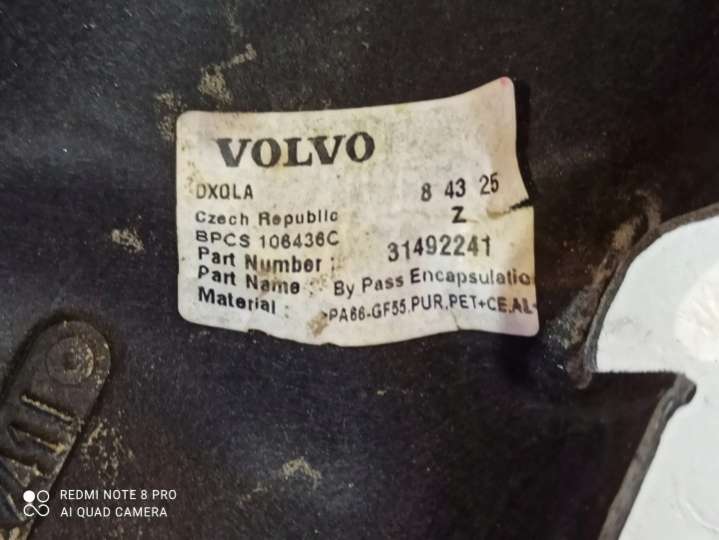 VOLVO
DXOLA 8 43 25
Czech Republic Z
BPCS 106436C
Part Number : 31492241
Part Name : By Pass Encapsulatio
Material : >PA66-GF55,PUR,PET+CE,AL
REDMI NOTE 8 PRO
AI QUAD CAMERA